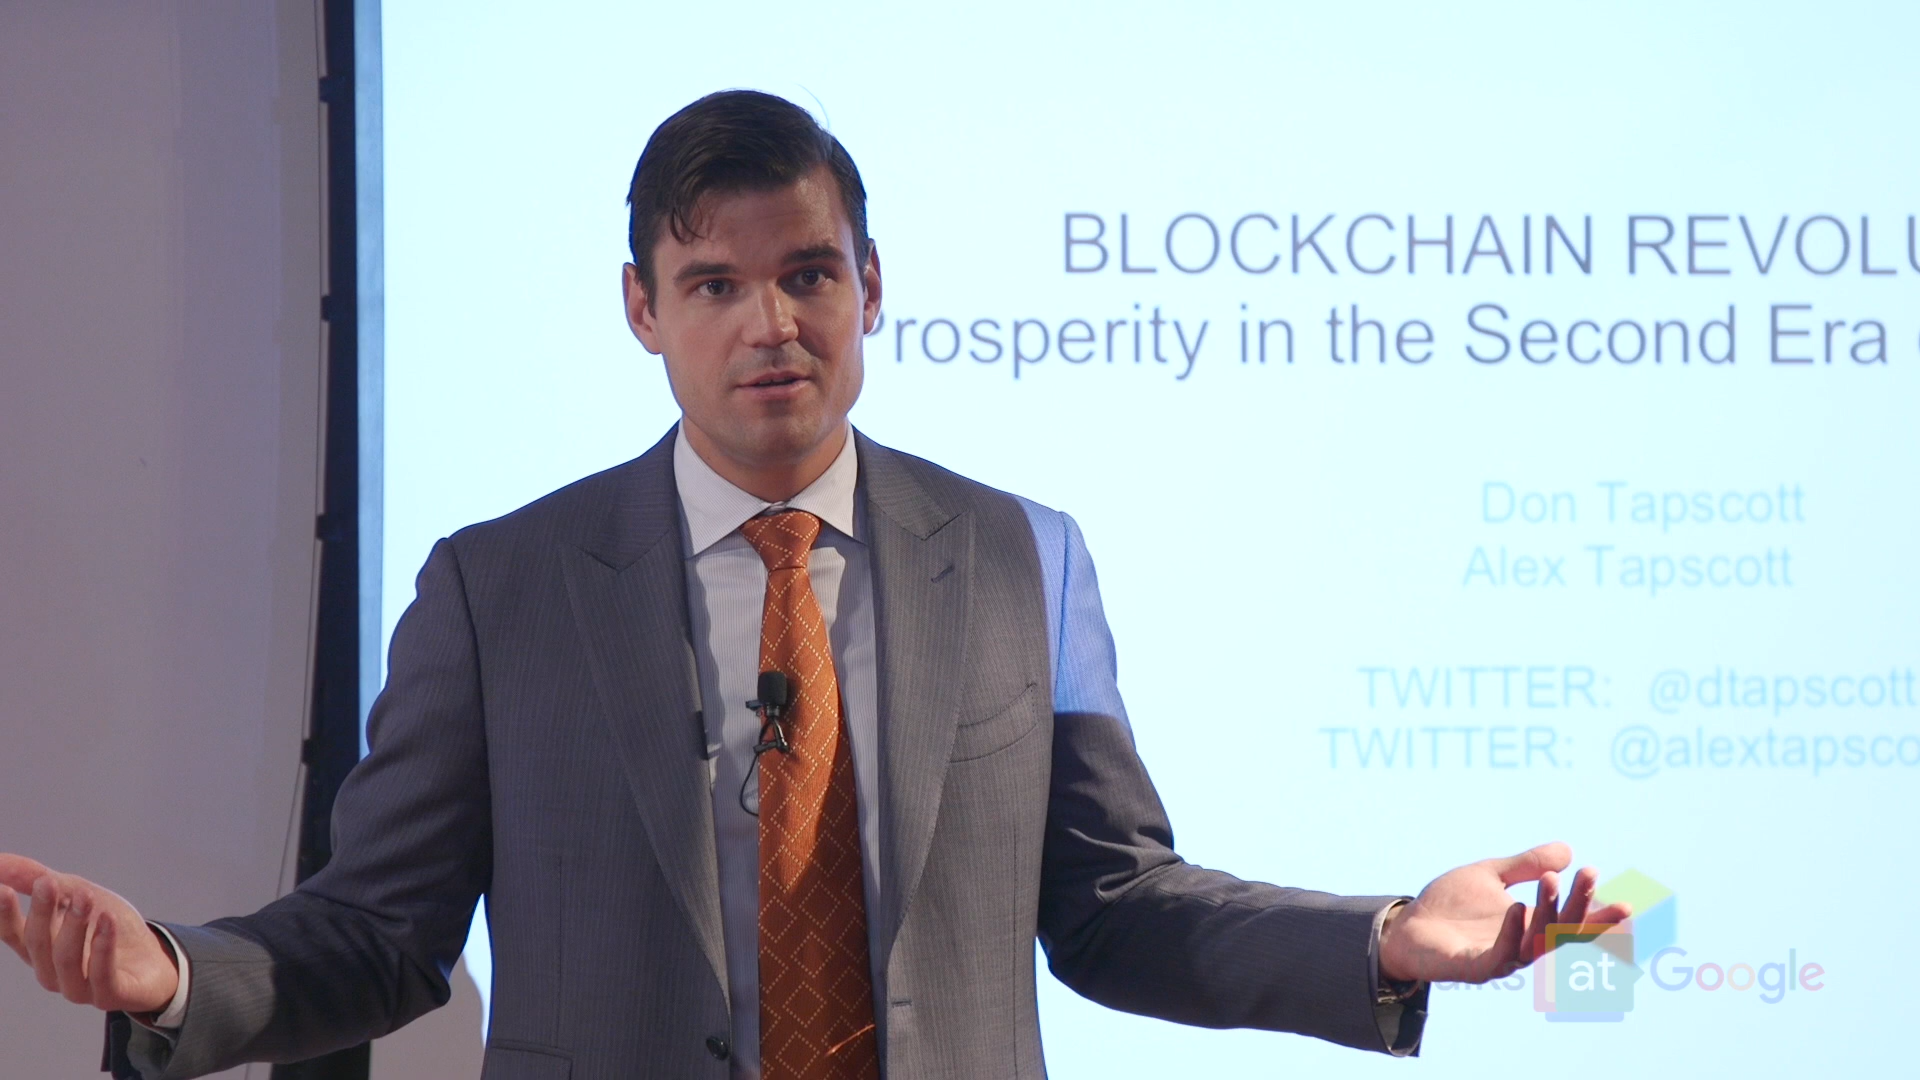 BLOCKCHAIN REVOLU
Prosperity in the Second Era
Don Tapscott
Alex Tapscott
TWITTER: @dtapscott
TWITTER: @alextapsco
Talks at Google